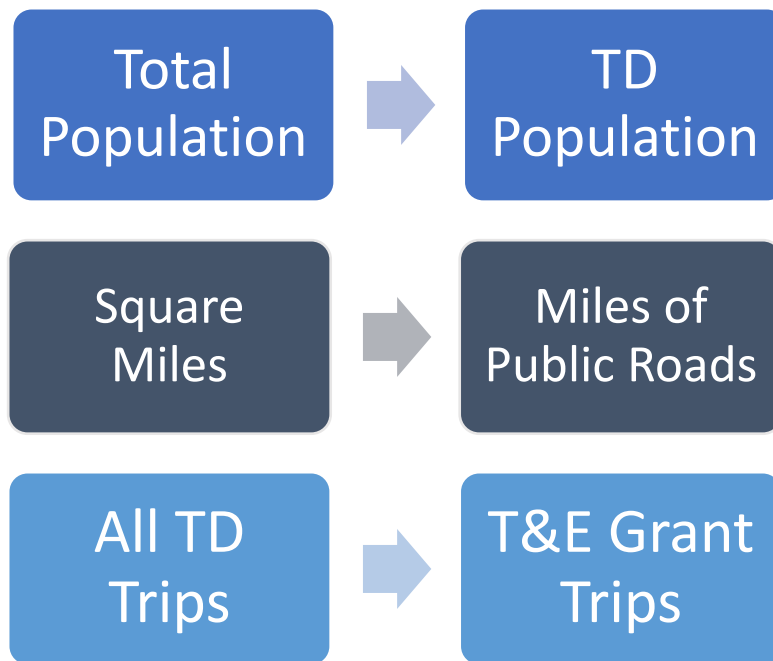 Total
Population
TD
Population
Square
Miles
Miles of
Public Roads
All TD
Trips
T&E Grant
Trips